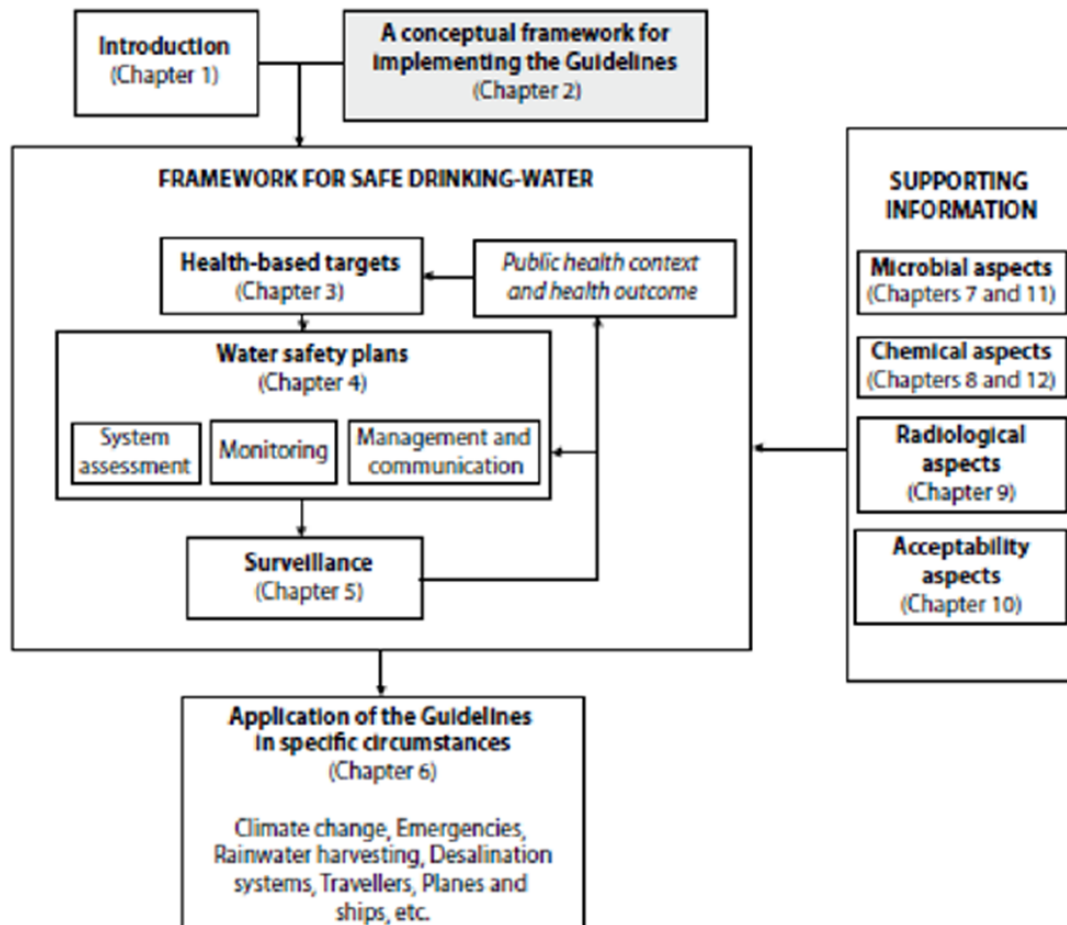 Introduction
(Chapter 1)
A conceptual framework for
implementing the Guidelines
(Chapter 2)
FRAMEWORK FOR SAFE DRINKING-WATER
Health-based targets
(Chapter 3)
Public health context
and health outcome
Water safety plans
(Chapter 4)
System
assessment
Monitoring
Management and
communication
Surveillance
(Chapter 5)
SUPPORTING
INFORMATION
Microbial aspects
(Chapters 7 and 11)
Chemical aspects
(Chapters 8 and 12)
Radiological
aspects
(Chapter 9)
Acceptability
aspects
(Chapter 10)
Application of the Guidelines
in specific circumstances
(Chapter 6)
Climate change, Emergencies,
Rainwater harvesting, Desalination
systems, Travellers, Planes and
ships, etc.